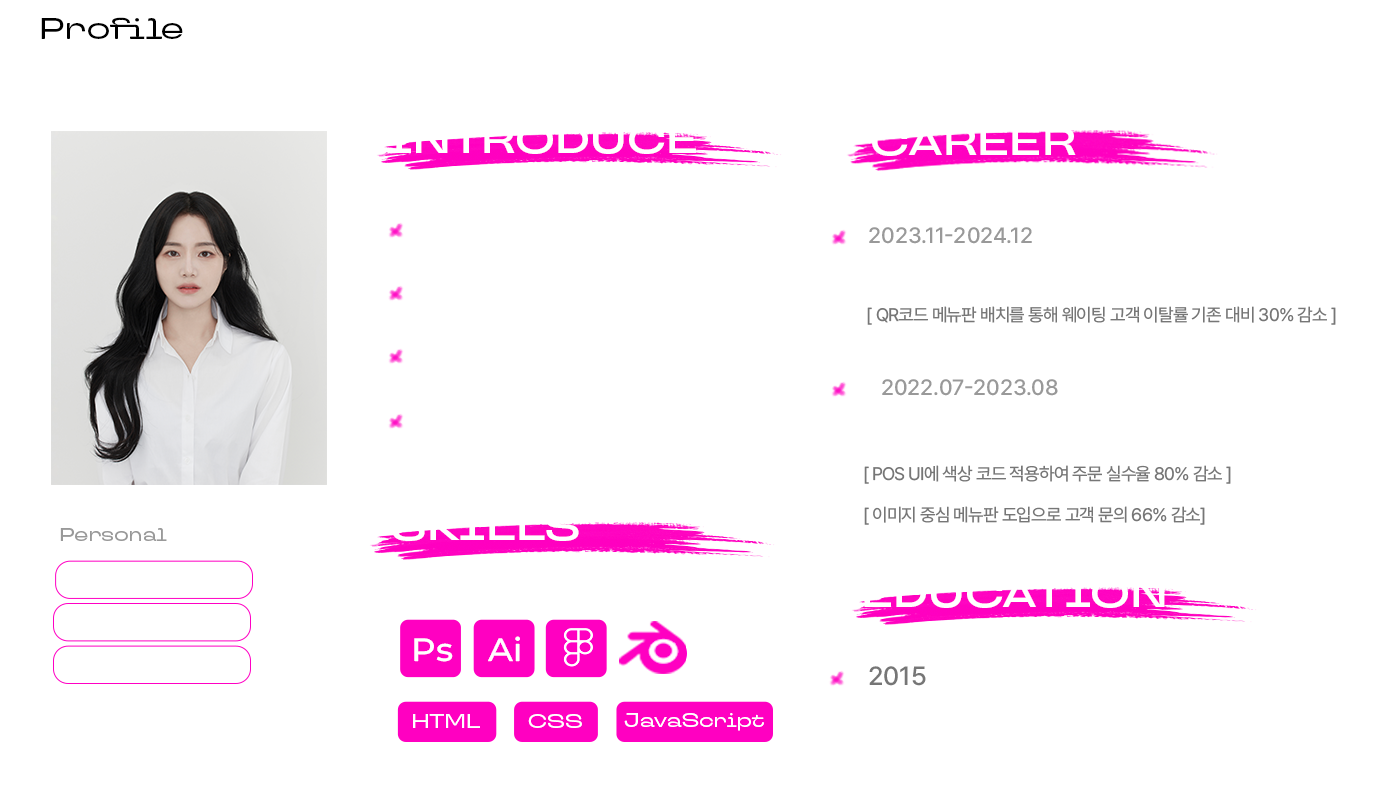 Profile
INTRODUCE
CAREER
2023.11-2024.12
[ QR코드 메뉴판 배치를 통해 웨이팅 고객 이탈률 기존 대비 30% 감소 ]
2022.07-2023.08
[ POS UI에 색상 코드 적용하여 주문 실수율 80% 감소 ]
[ 이미지 중심 메뉴판 도입으로 고객 문의 66% 감소]
Personal
SKILLS
Ps Ai
HTML CSS JavaScript
EDUCATION
2015